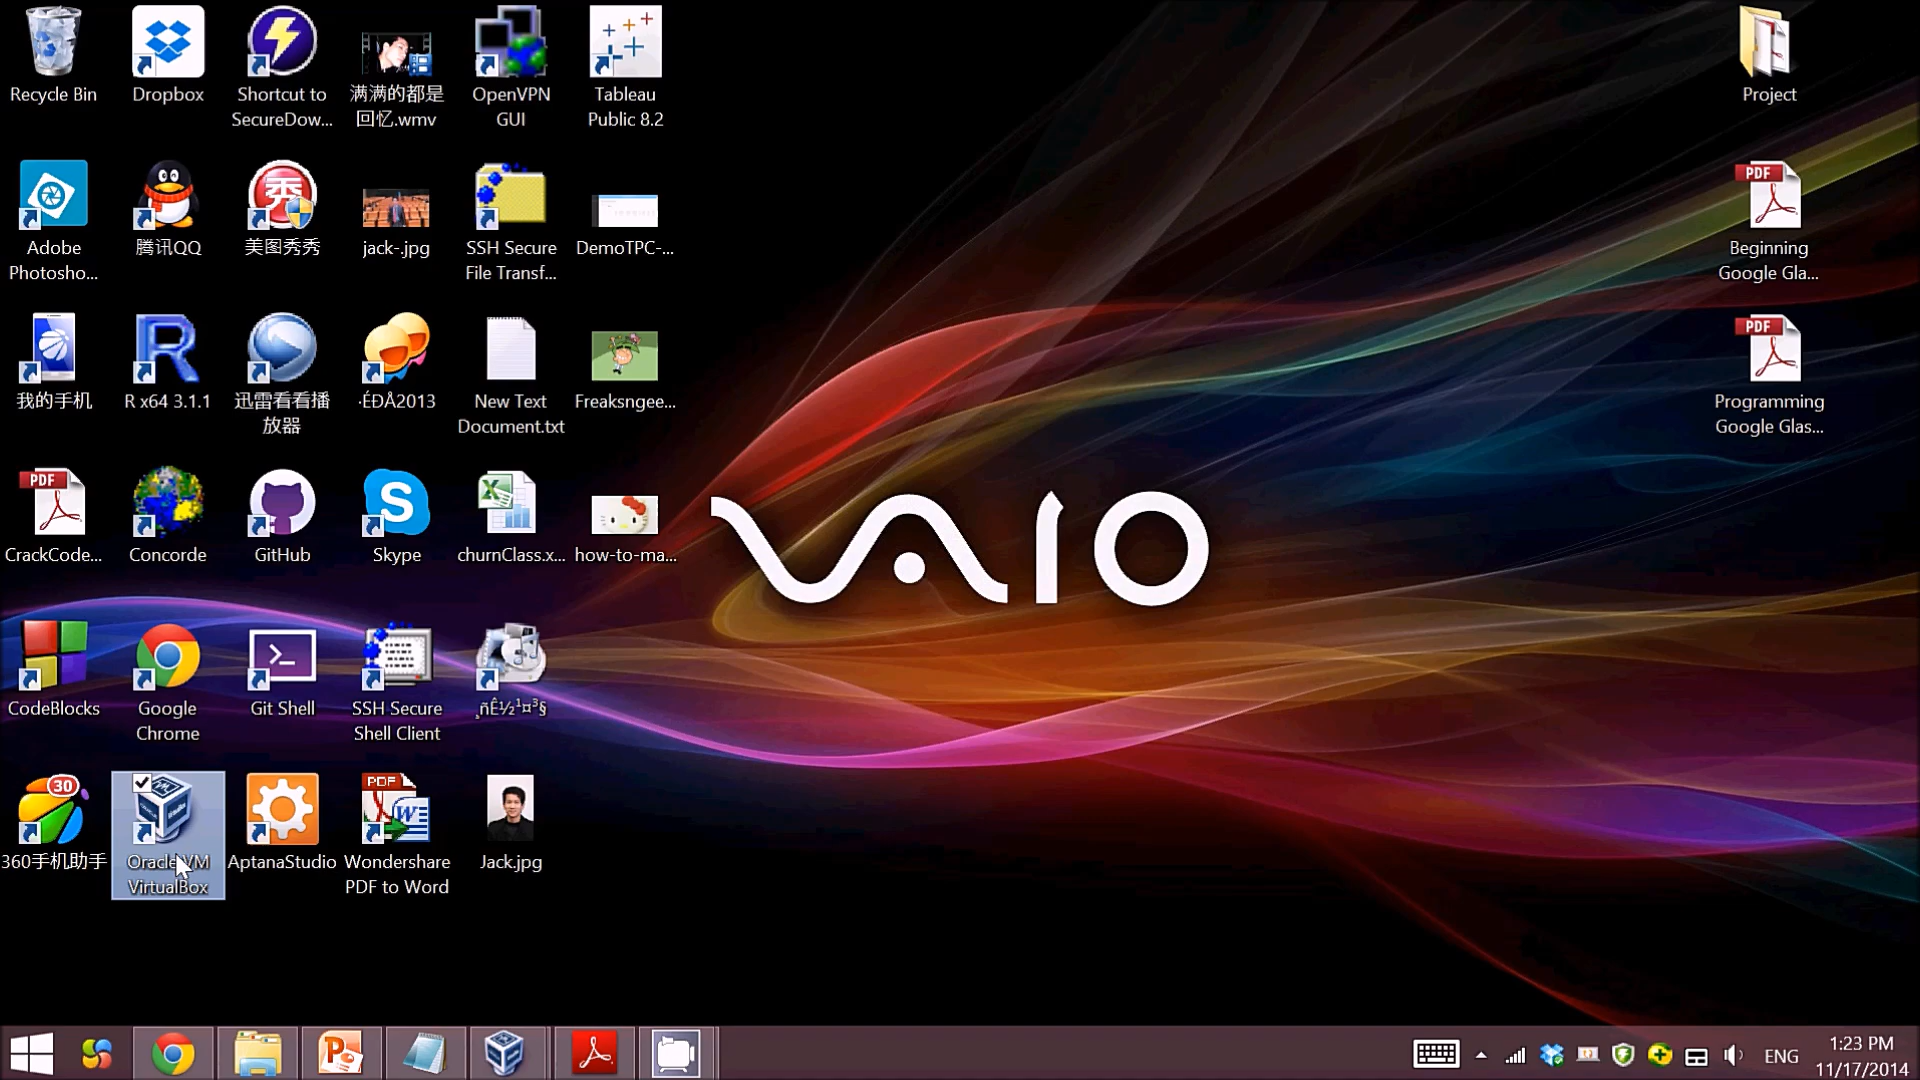 Recycle Bin
Dropbox
Shortcut to
SecureDow...
满满的都是
回忆.wmv
OpenVPN
GUI
Tableau
Public 8.2
Project
Adobe
Photosho...
腾讯QQ
秀
美图秀秀
jack-.jpg
SSH Secure
File Transf...
DemoTPC-...
PDF
Beginning
Google Gla...
我的手机
R
R x64 3.1.1
迅雷看看播
放器
·ÉÐÅ2013
New Text
Document.txt
Freaksngee...
PDF
Programming
Google Glas...
PDF
CrackCode...
Concorde
GitHub
S
Skype
X
churnClass.x...
how-to-ma...
VAIO
CodeBlocks
Google
Chrome
Git Shell
SSH Secure
Shell Client
¸ñÊ½¹¤³§
30
360手机助手
Oracle VM
VirtualBox
AptanaStudio
PDF
W
Wondershare
PDF to Word
Jack.jpg
P
ENG
1:23 PM
11/17/2014